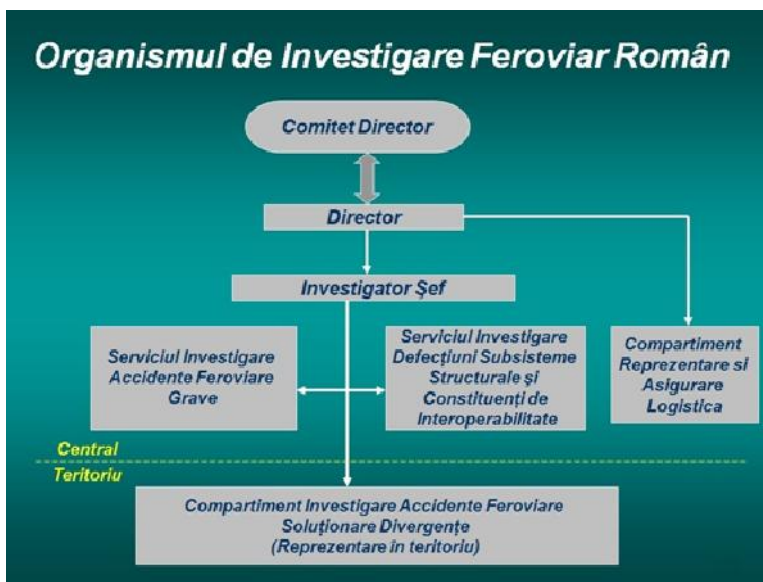 Organismul de Investigare Feroviar Român
Comitet Director
Director
Investigator Şef
Serviciul Investigare
Accidente Feroviare
Grave
Serviciul Investigare
Defecţiuni Subsisteme
Structurale şi
Constituenţi de
Interoperabilitate
Compartiment
Reprezentare si
Asigurare
Logistica
Central
Teritoriu
Compartiment Investigare Accidente Feroviare
Soluţionare Divergenţe
(Reprezentare în teritoriu)